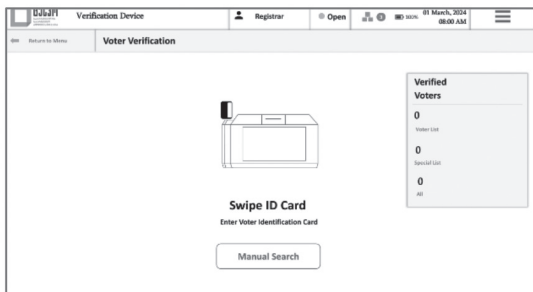 Verification Device
Registrar
Open
100%
01 March, 2024
08:00 AM
Return to Menu
Voter Verification
Verified
Voters
0
Voter List
0
Special List
0
All
Swipe ID Card
Enter Voter Identification Card
Manual Search